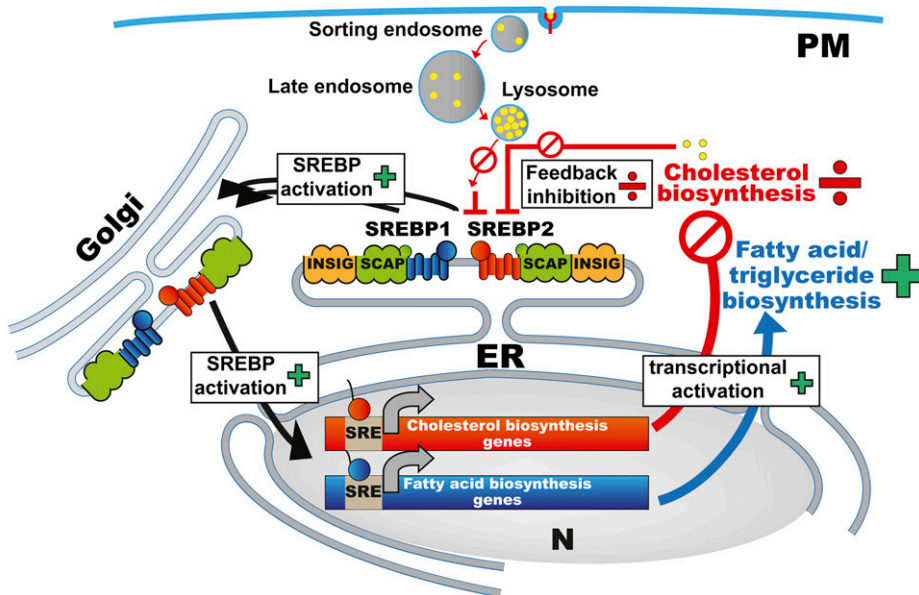 Sorting endosome
PM
Late endosome
Lysosome
SREBP
activation
Feedback
inhibition
Cholesterol
biosynthesis
Golgi
SREBP1
SREBP2
INSIG
SCAP
SCAP
INSIG
Fatty acid/
triglyceride
biosynthesis
SREBP
activation
ER
transcriptional
activation
SRE
Cholesterol biosynthesis
genes
SRE
Fatty acid biosynthesis
genes
N